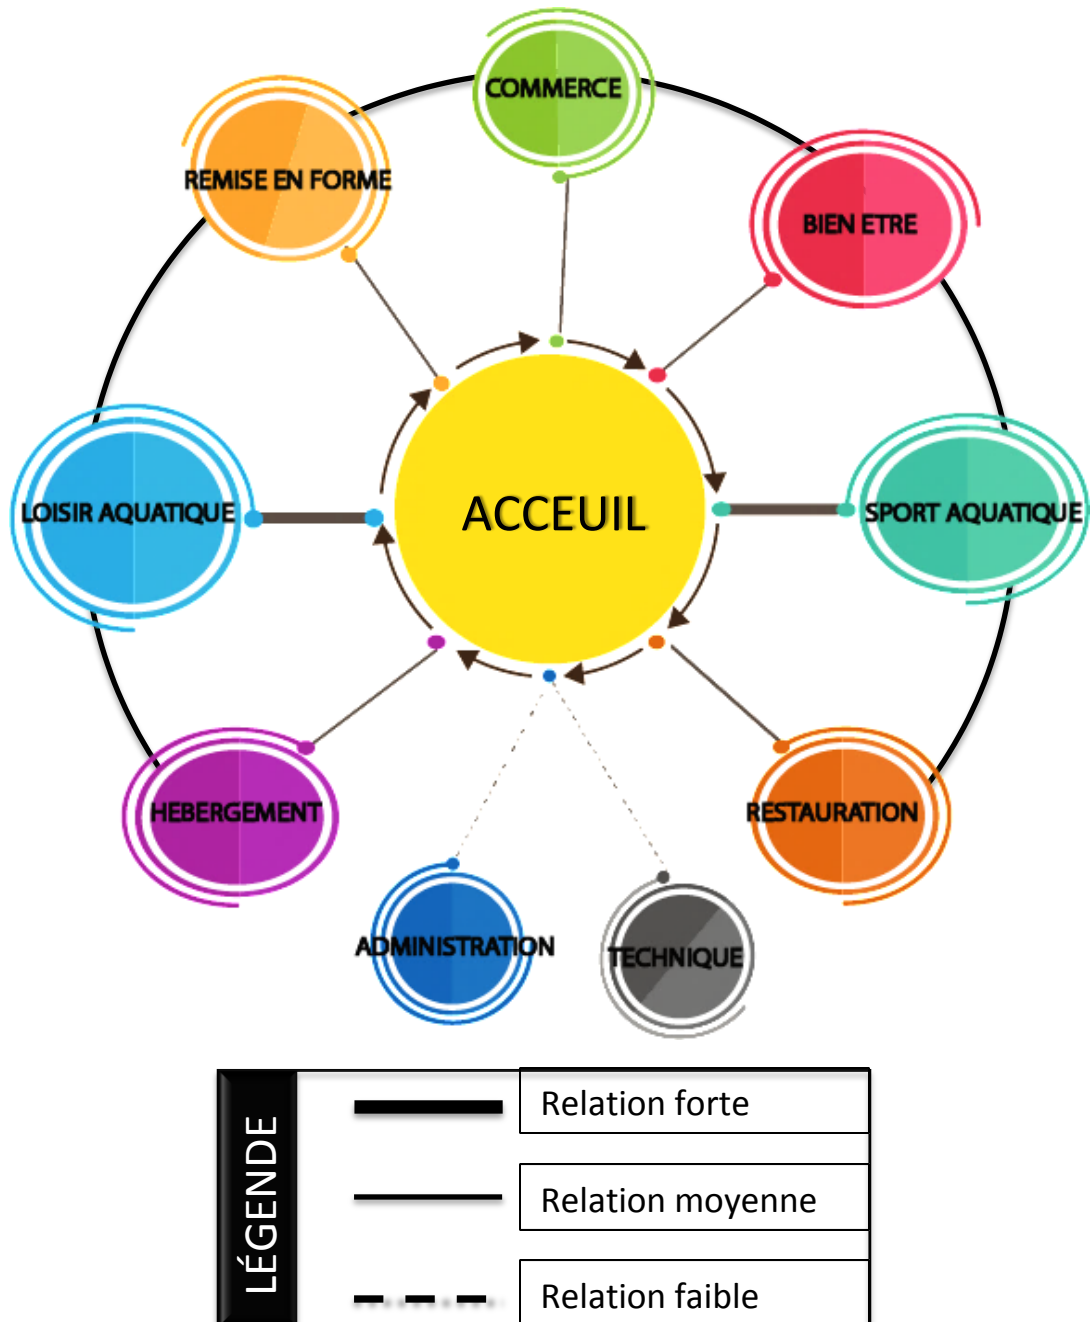 COMMERCE
REMISE EN FORME
BIEN ETRE
LOISIR AQUATIQUE
ACCEUIL
SPORT AQUATIQUE
HEBERGEMENT
RESTAURATION
ADMINISTRATION
TECHNIQUE
LÉGENDE
Relation forte
Relation moyenne
Relation faible